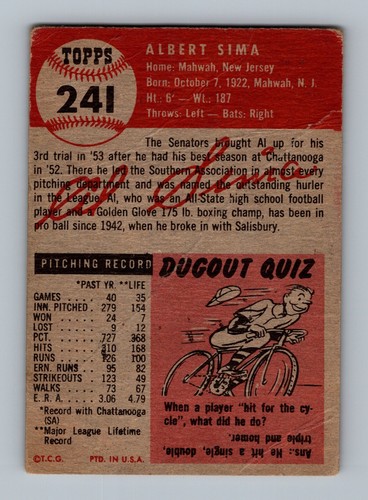 TOPPS
241
ALBERT SIMA
Home: Mahwah, New Jersey
Born: October 7, 1922, Mahwah, N. J.
Ht.: 6' — Wt.: 187
Throws: Left - Bats: Right
The Senators bought Al up for his
3rd trial in '53 after he had his best season at Chattanooga
in '52. There he led the Southern Association in almost every
pitching department and was named the outstanding hurler
in the League. Al, who was an All-State high school football
player and a Golden Glove 175 lb. boxing champ, has been in
pro ball since 1942, when he broke in with Salisbury.
Al Sima
PITCHING RECORD
*PAST YR. **LIFE
GAMES 40 35
INN. PITCHED 279 154
WON 24 7
LOST 9 12
PCT. .727 .368
HITS 310 168
RUNS 126 100
ERN. RUNS 95 82
STRIKEOUTS 123 49
WALKS 73 67
E.R.A. 3.06 4.79
*Record with Chattanooga
(SA)
**Major League Lifetime
Record
©T.C.G. PTD. IN U.S.A.
DUGOUT QUIZ
When a player "hit for the cy-
cle", what did he do?
Ans.: He hit a single, double,
triple and homer.